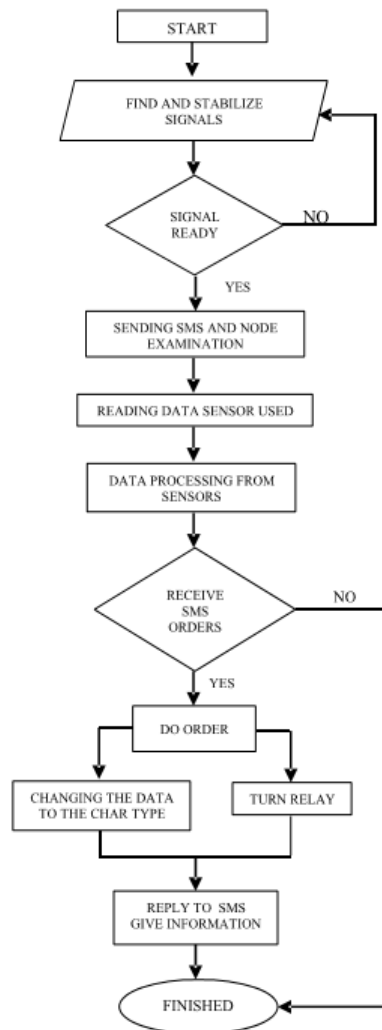 START
FIND AND STABILIZE
SIGNALS
SIGNAL
READY
NO
YES
SENDING SMS AND NODE
EXAMINATION
READING DATA SENSOR USED
DATA PROCESSING FROM
SENSORS
RECEIVE
SMS
ORDERS
NO
YES
DO ORDER
CHANGING THE DATA
TO THE CHAR TYPE
TURN RELAY
REPLY TO SMS
GIVE INFORMATION
FINISHED